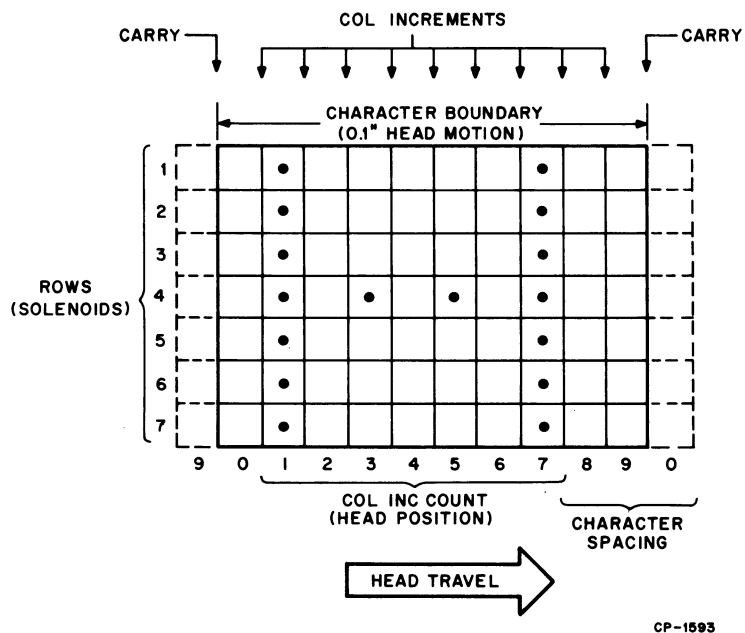 COL INCREMENTS
CARRY
CARRY
CHARACTER BOUNDARY
(0.1" HEAD MOTION)
1
2
3
ROWS
(SOLENOIDS)
4
5
6
7
9 0 1 2 3 4 5 6 7 8 9 0
COL INC COUNT
(HEAD POSITION)
CHARACTER
SPACING
HEAD TRAVEL
CP-1593